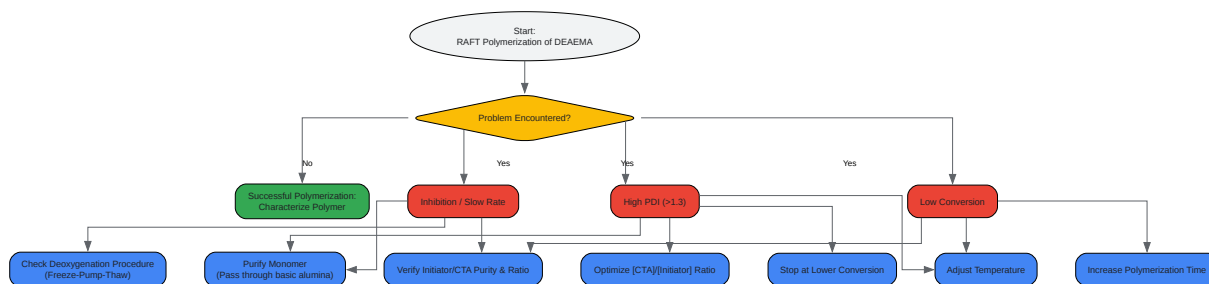 Start:
RAFT Polymerization of DEAEMA
Problem Encountered?
No
Yes
Yes
Yes
Successful Polymerization:
Characterize Polymer
Inhibition / Slow Rate
High PDI (>1.3)
Low Conversion
Check Deoxygenation Procedure
(Freeze-Pump-Thaw)
Purify Monomer
(Pass through basic alumina)
Verify Initiator/CTA Purity & Ratio
Optimize [CTA]/[Initiator] Ratio
Stop at Lower Conversion
Adjust Temperature
Increase Polymerization Time